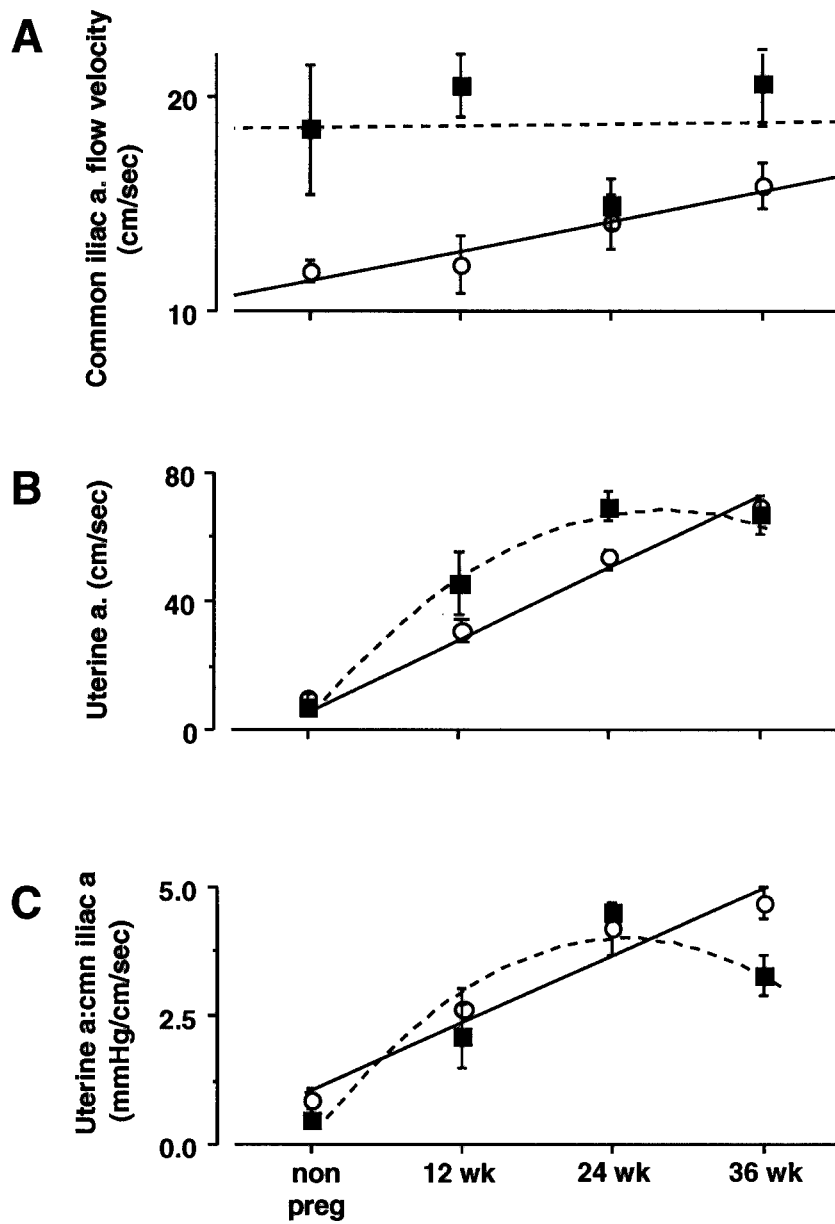 A
Common iliac a. flow velocity
(cm/sec)
20
10
B
Uterine a. (cm/sec)
80
40
0
C
Uterine a:cmn iliac a
(mmHg/cm/sec)
5.0
2.5
0.0
non
preg
12 wk
24 wk
36 wk